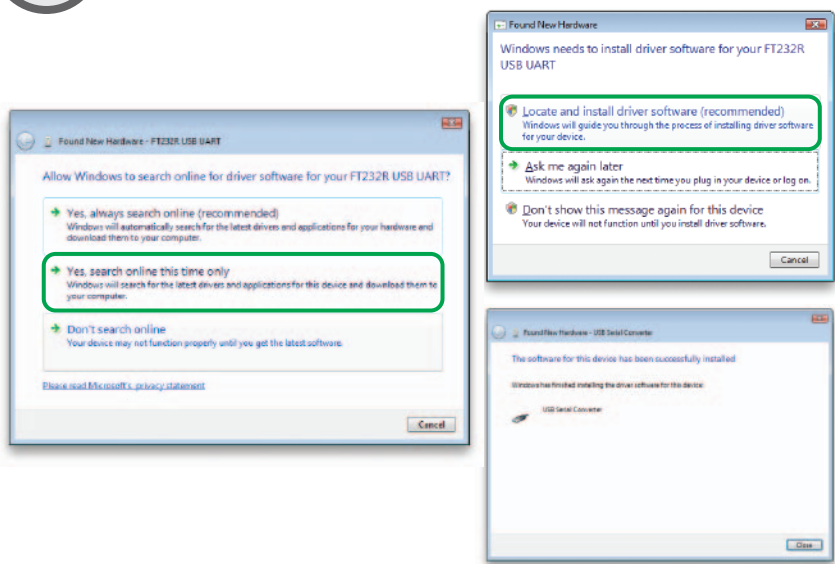 Found New Hardware - FT232R USB UART
Allow Windows to search online for driver software for your FT232R USB UART?
Yes, always search online (recommended)
Windows will automatically search for the latest drivers and applications for your hardware and
download them to your computer.
Yes, search online this time only
Windows will search for the latest drivers and applications for this device and download them to
your computer.
Don't search online
Your device may not function properly until you get the latest software.
Please read Microsoft's privacy statement
Cancel
Found New Hardware
Windows needs to install driver software for your FT232R
USB UART
Locate and install driver software (recommended)
Windows will guide you through the process of installing driver software
for your device.
Ask me again later
Windows will ask again the next time you plug in your device or log on.
Don't show this message again for this device
Your device will not function until you install driver software.
Cancel
Found New Hardware - USB Serial Converter
The software for this device has been successfully installed
Windows has finished installing the driver software for this device:
USB Serial Converter
Close